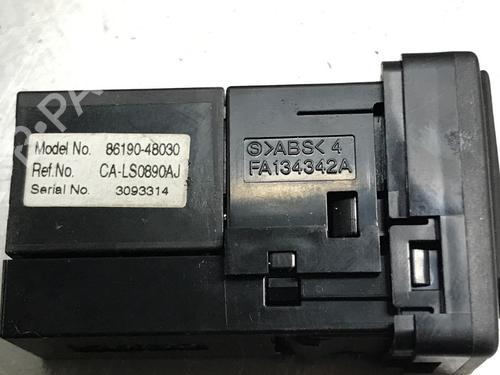 Model No. 86190-48030
Ref.No. CA-LS0890AJ
Serial No. 3093314
Ⓢ>ABS< 4
FA134342A